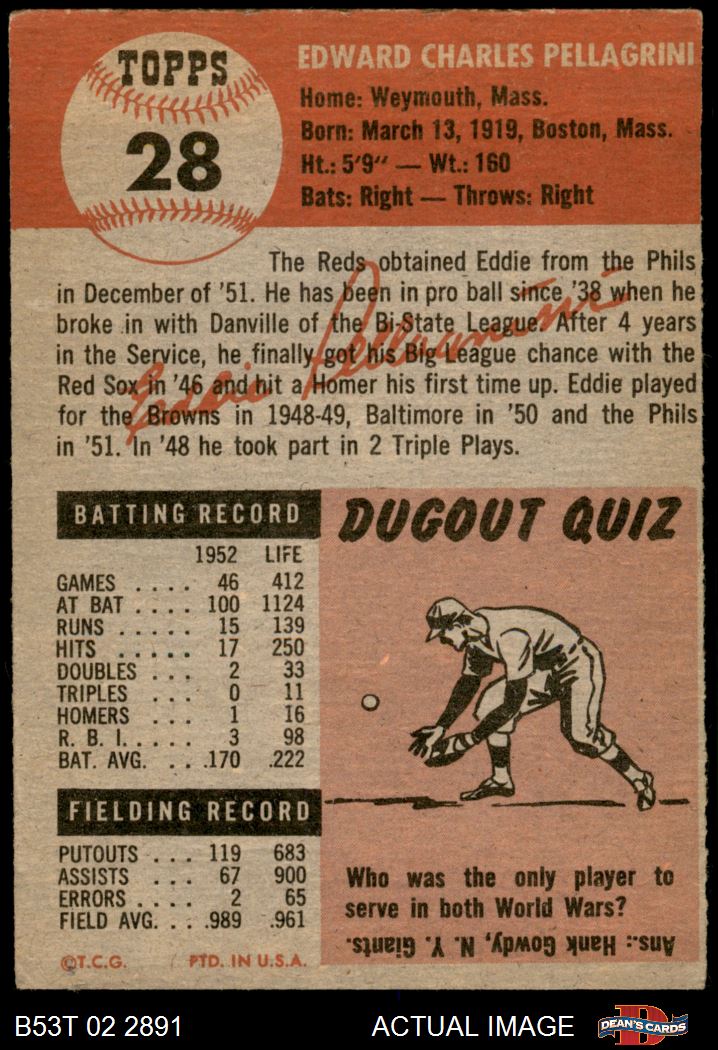 TOPPS
28
EDWARD CHARLES PELLAGRINI
Home: Weymouth, Mass.
Born: March 13, 1919, Boston, Mass.
Ht.: 5'9" — Wt.: 160
Bats: Right — Throws: Right
The Reds obtained Eddie from the Phils
in December of '51. He has been in pro ball since '38 when he
broke in with Danville of the Bi-State League. After 4 years
in the Service, he finally got his Big League chance with the
Red Sox in '46 and hit a Homer his first time up. Eddie played
for the Browns in 1948-49, Baltimore in '50 and the Phils
in '51. In '48 he took part in 2 Triple Plays.
Eddie Pellagrini
BATTING RECORD
1952 LIFE
GAMES . . . . 46 412
AT BAT . . . . 100 1124
RUNS . . . . . 15 139
HITS . . . . . 17 250
DOUBLES . . . 2 33
TRIPLES . . . 0 11
HOMERS . . . 1 16
R. B. I. . . . . 3 98
BAT. AVG. . . .170 .222
FIELDING RECORD
PUTOUTS . . . 119 683
ASSISTS . . . 67 900
ERRORS . . . . 2 65
FIELD AVG. . . .989 .961
©T.C.G. PTD. IN U.S.A.
DUGOUT QUIZ
Who was the only player to
serve in both World Wars?
Ans.: Hank Gowdy, N. Y. Giants.
B53T 02 2891 ACTUAL IMAGE
D
DEAN'S CARDS